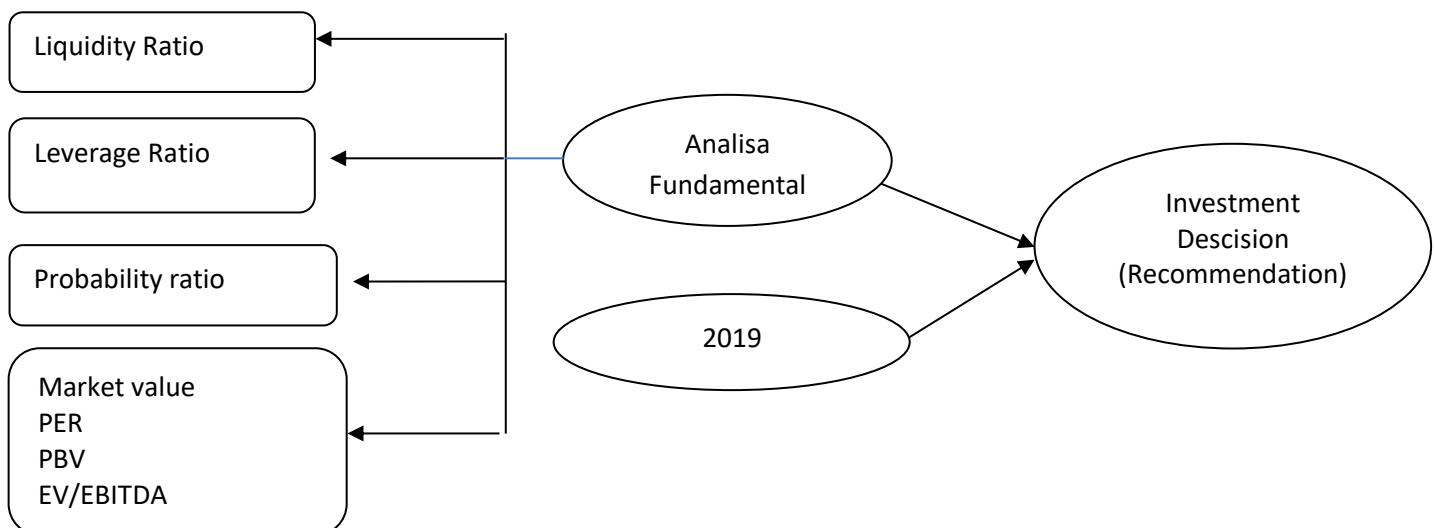 Liquidity Ratio
Leverage Ratio
Probability ratio
Market value
PER
PBV
EV/EBITDA
Analisa
Fundamental
2019
Investment
Descision
(Recommendation)